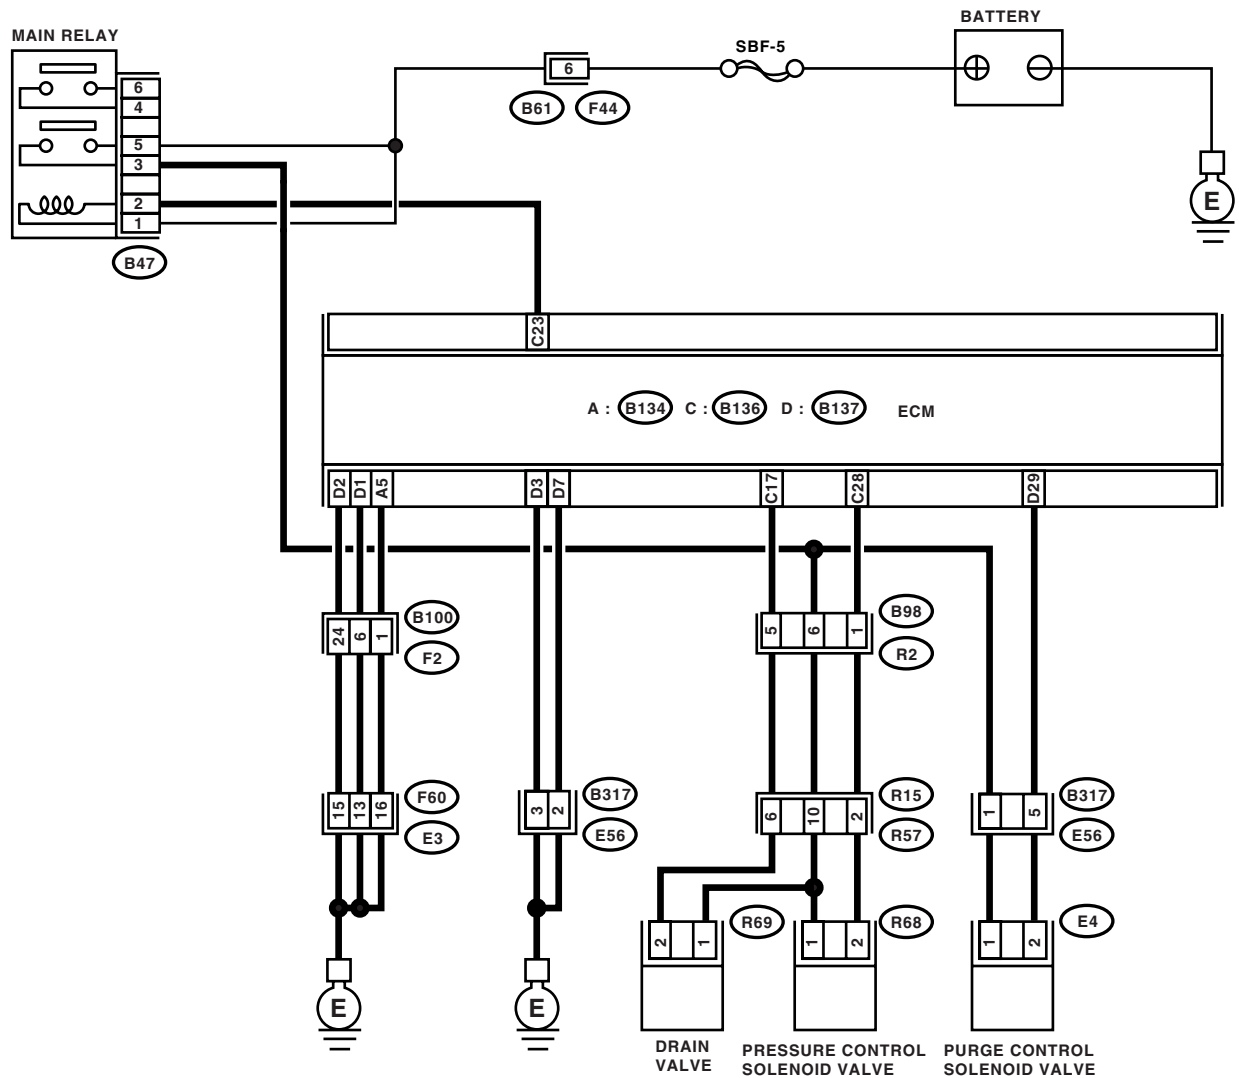 BATTERY
MAIN RELAY
SBF-5
6
B61
F44
6
4
5
3
2
1
B47
E
C23
A : B134 C : B136 D : B137 ECM
D2 D1 A5 D3 D7 C17 C28 D29
24 6 1
B100
F2
5 6 1
B98
R2
15 13 16
F60
E3
3 2
B317
E56
6 10 2
R15
R57
1 5
B317
E56
2 1
R69
1 2
R68
1 2
E4
E
E
DRAIN
VALVE
PRESSURE CONTROL
SOLENOID VALVE
PURGE CONTROL
SOLENOID VALVE